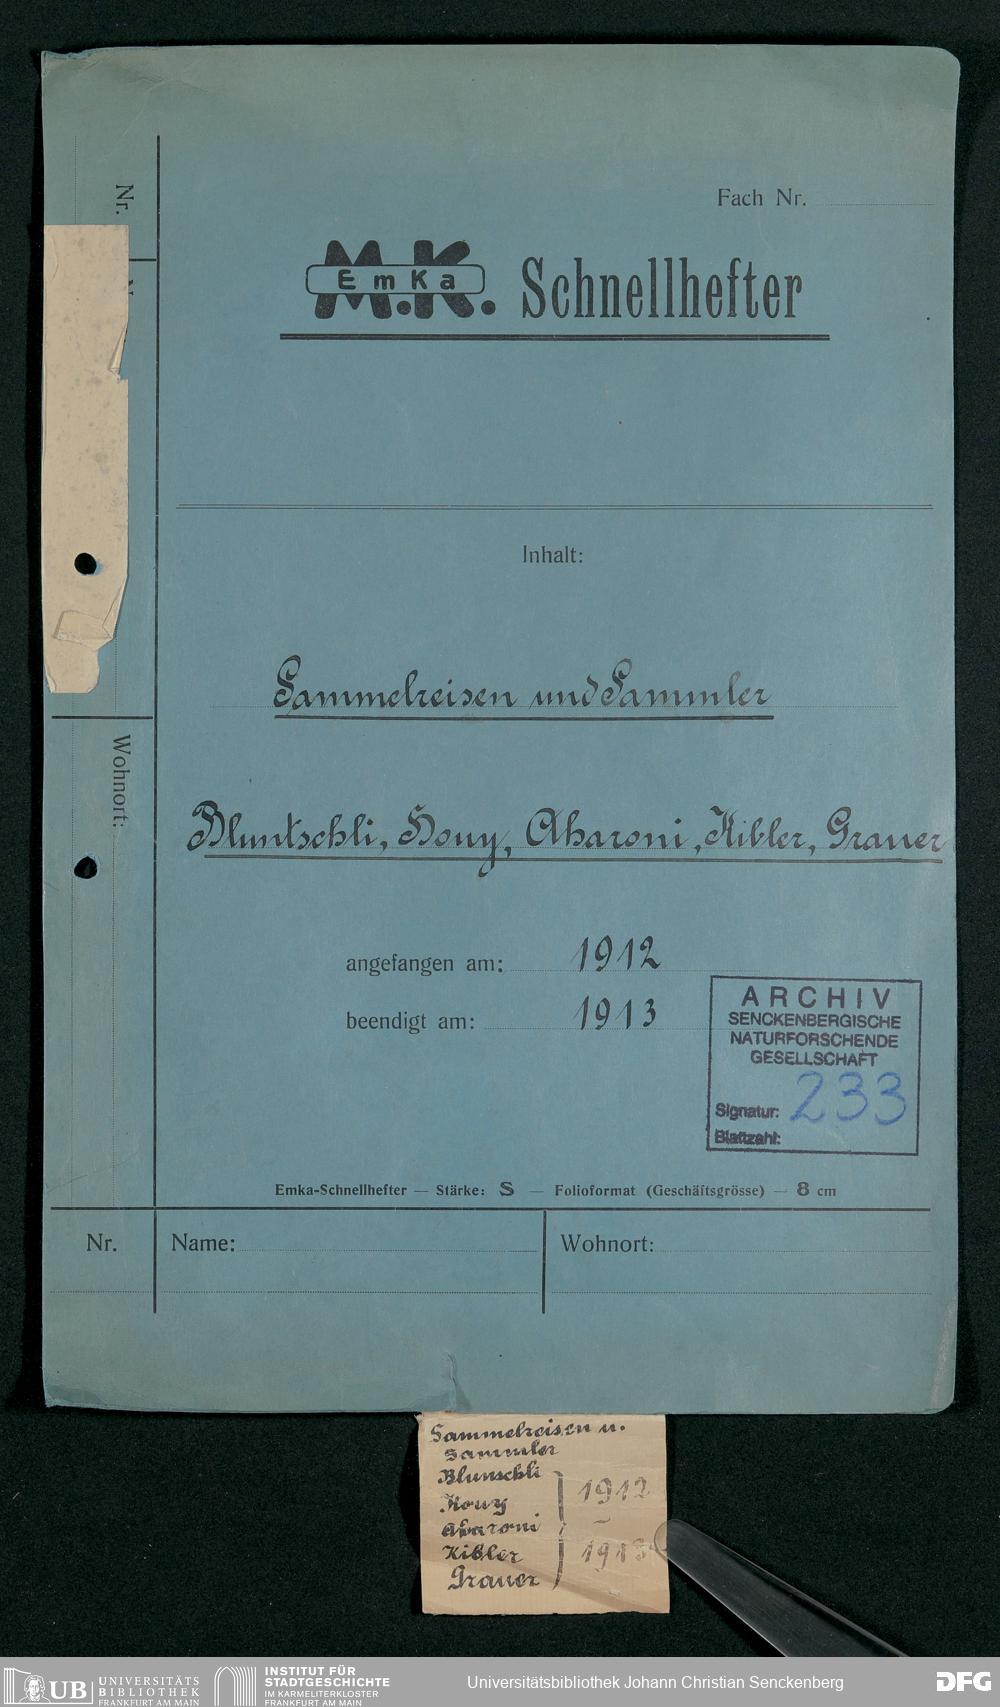 Fach Nr.
M.K.
EmKa
Schnellhefter
Inhalt:
Sammelreisen und Sammler
Bluntschli, Houy, Aharoni, Kibler, Grauer
angefangen am: 1912
beendigt am: 1913
ARCHIV
SENCKENBERGISCHE
NATURFORSCHENDE
GESELLSCHAFT
Signatur: 233
Blattzahl:
Emka-Schnellhefter — Stärke: S — Folioformat (Geschäftsgrösse) — 8 cm
Nr. Name: Wohnort:
Nr.
Wohnort:
Sammelreisen u.
Sammler
Blunschli
Houy
Aharoni
Kibler
Grauer
1912
–
1913
UB UNIVERSITÄTS
BIBLIOTHEK
FRANKFURT AM MAIN
INSTITUT FÜR
STADTGESCHICHTE
IM KARMELITERKLOSTER
FRANKFURT AM MAIN
Universitätsbibliothek Johann Christian Senckenberg
DFG